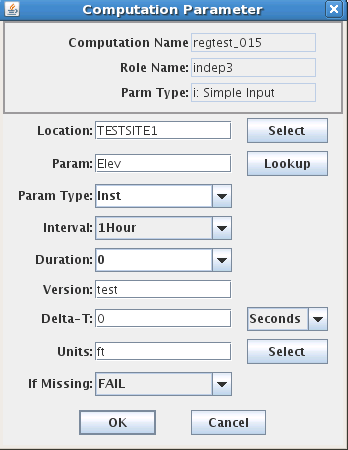 Computation Parameter
Computation Name regtest_015
Role Name: indep3
Parm Type: i: Simple Input
Location: TESTSITE1 Select
Param: Elev Lookup
Param Type: Inst
Interval: 1Hour
Duration: 0
Version: test
Delta-T: 0 Seconds
Units: ft Select
If Missing: FAIL
OK Cancel